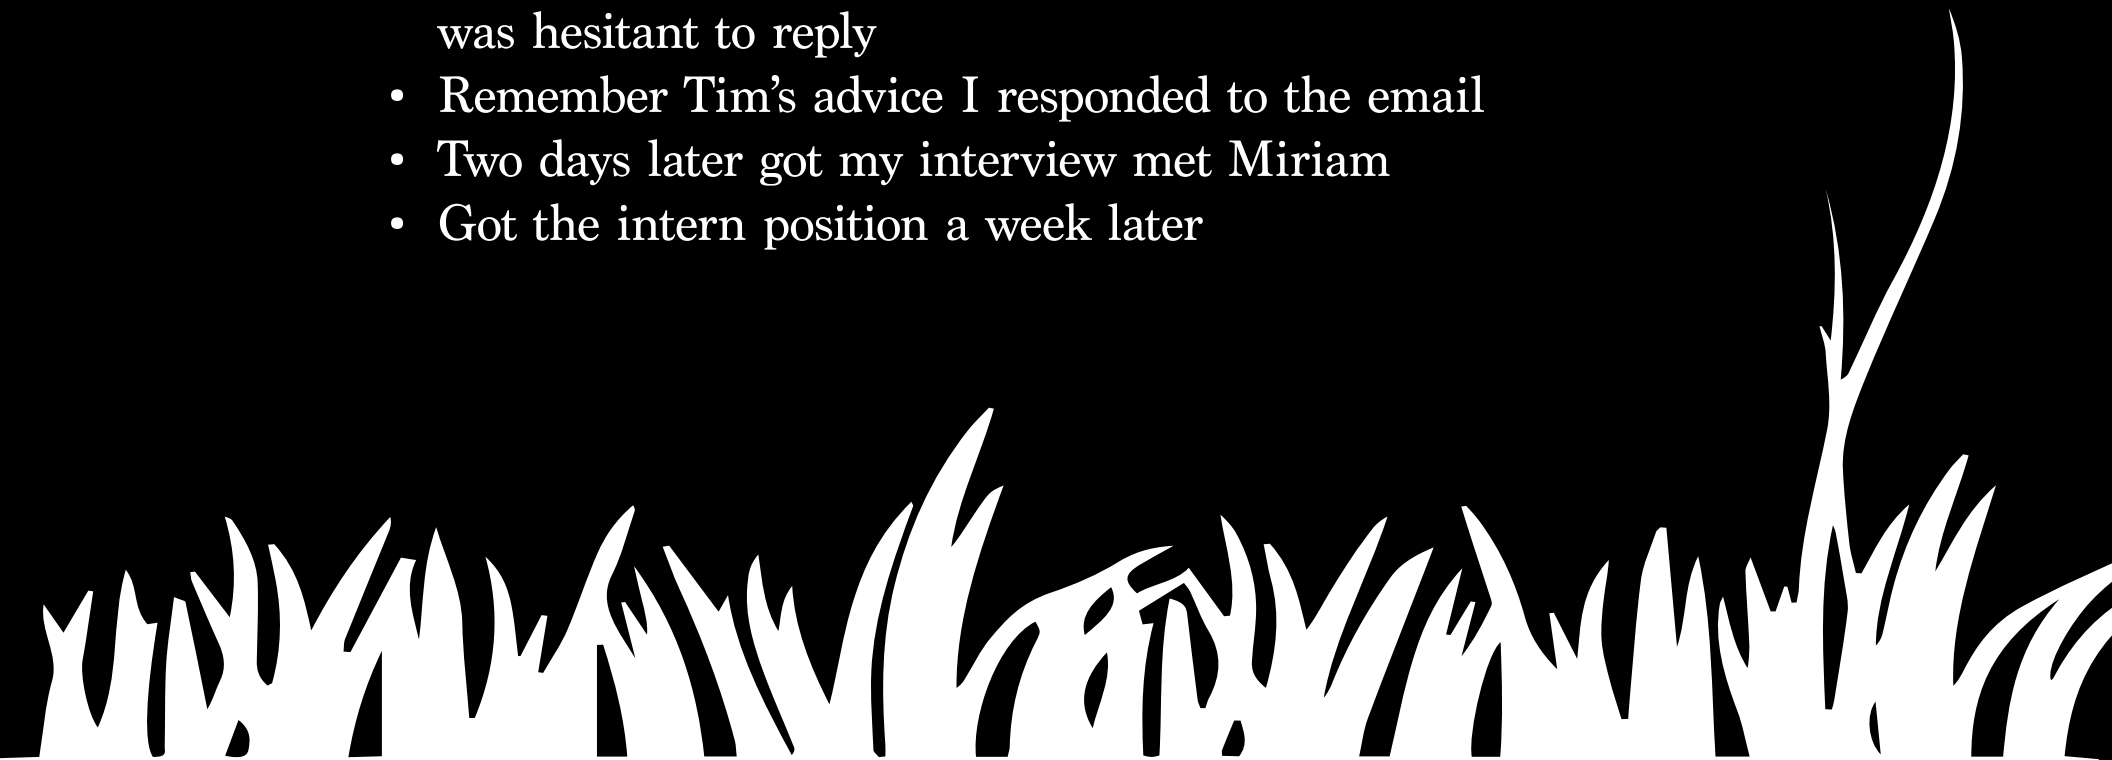 was hesitant to reply
• Remember Tim’s advice I responded to the email
• Two days later got my interview met Miriam
• Got the intern position a week later